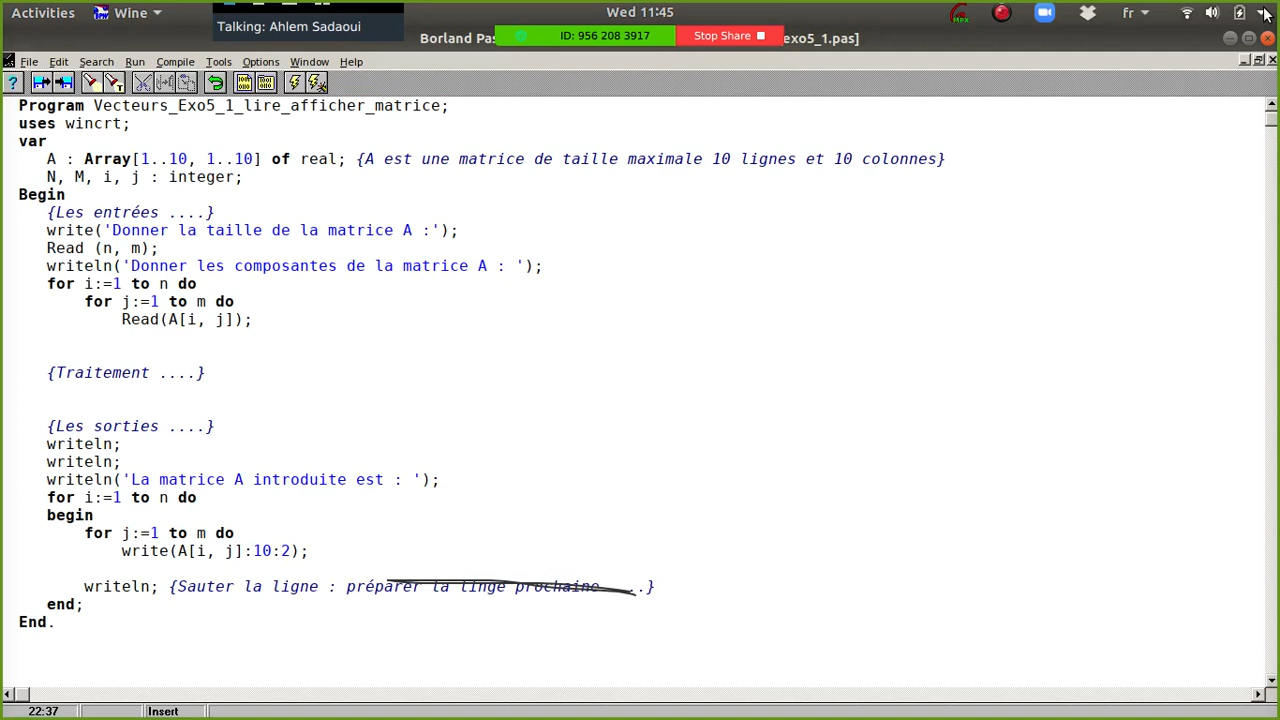 Activities Wine Talking: Ahlem Sadaoui Wed 11:45 MPX fr
Borland Pas ID: 956 208 3917 Stop Share exo5_1.pas]
File Edit Search Run Compile Tools Options Window Help
Program Vecteurs_Exo5_1_lire_afficher_matrice;
uses wincrt;
var
A : Array[1..10, 1..10] of real; {A est une matrice de taille maximale 10 lignes et 10 colonnes}
N, M, i, j : integer;
Begin
{Les entrées ....}
write('Donner la taille de la matrice A :');
Read (n, m);
writeln('Donner les composantes de la matrice A : ');
for i:=1 to n do
for j:=1 to m do
Read(A[i, j]);
{Traitement ....}
{Les sorties ....}
writeln;
writeln;
writeln('La matrice A introduite est : ');
for i:=1 to n do
begin
for j:=1 to m do
write(A[i, j]:10:2);
writeln; {Sauter la ligne : préparer la linge prochaine ...}
end;
End.
22:37 Insert